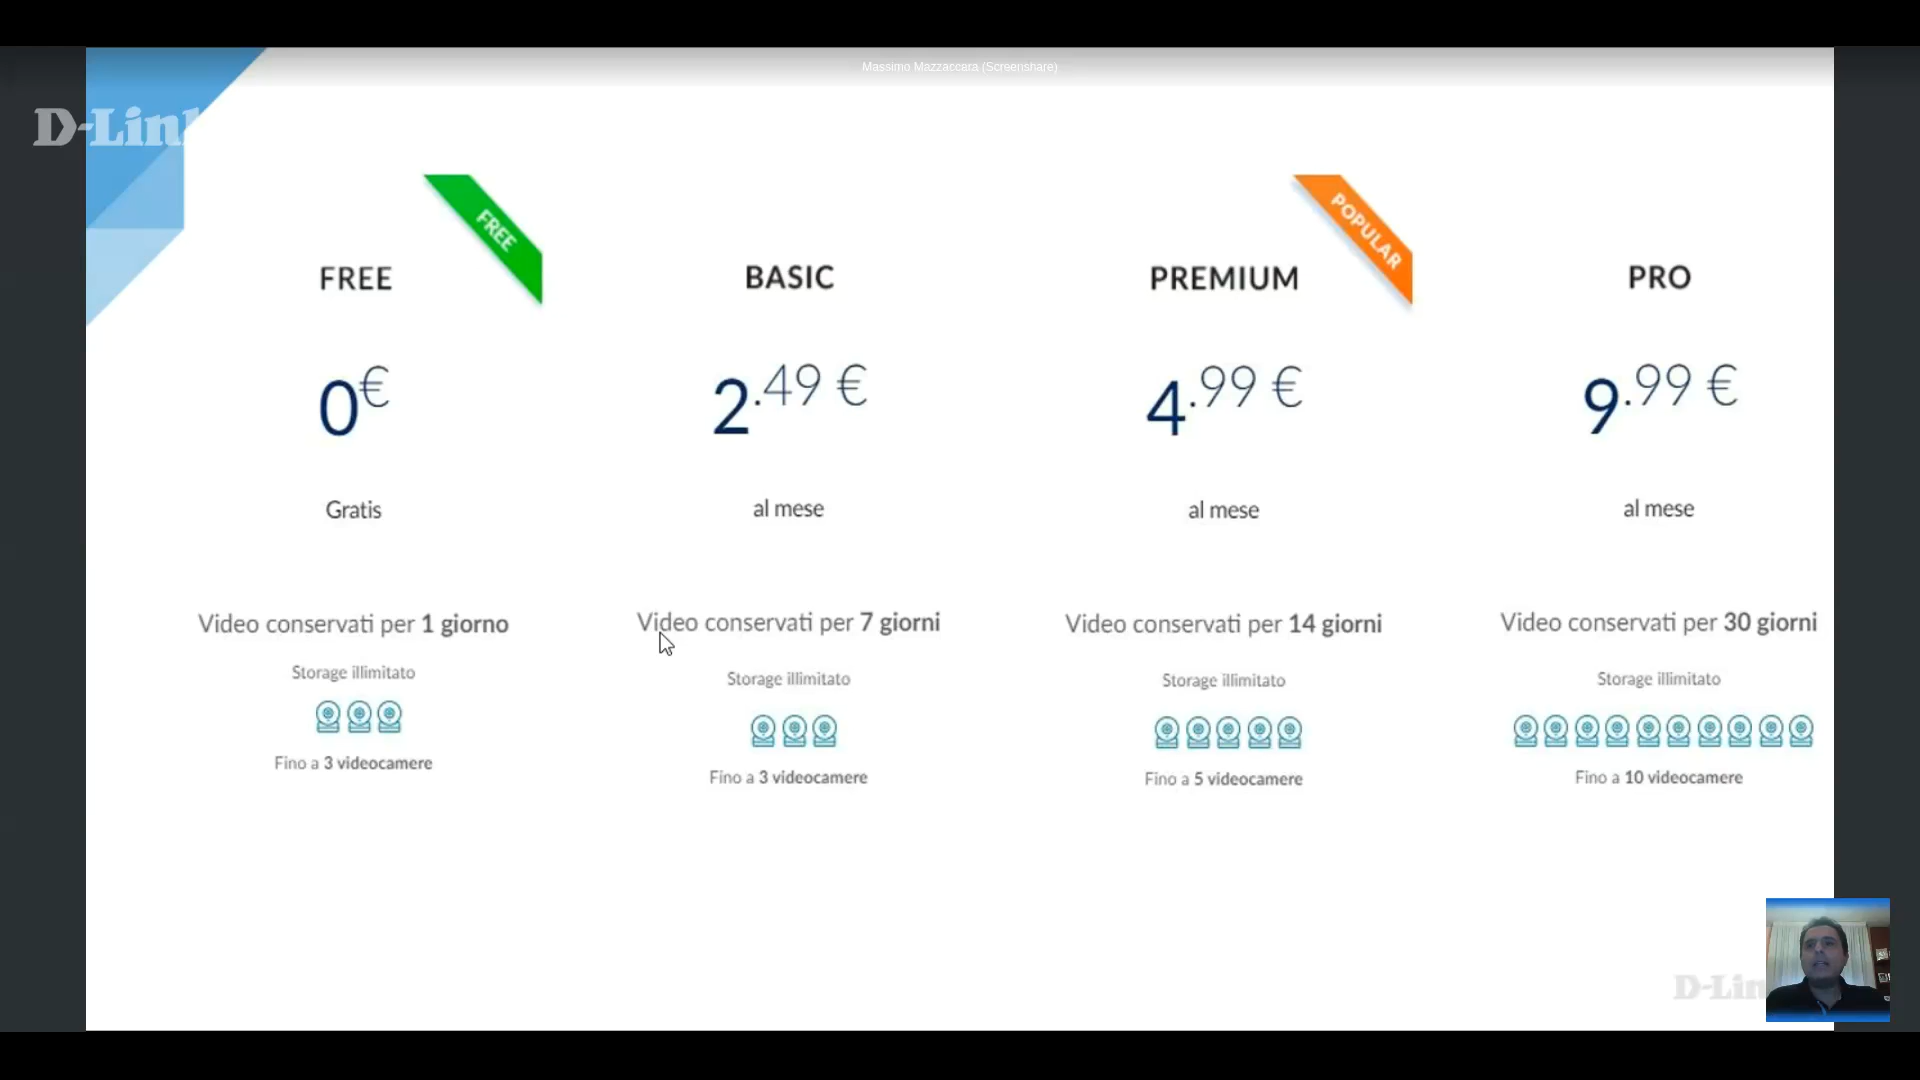 Massimo Mazzaccara (Screenshare)
D-Link
FREE
FREE
0€
Gratis
Video conservati per 1 giorno
Storage illimitato
Fino a 3 videocamere
BASIC
2.49 €
al mese
Video conservati per 7 giorni
Storage illimitato
Fino a 3 videocamere
POPULAR
PREMIUM
4.99 €
al mese
Video conservati per 14 giorni
Storage illimitato
Fino a 5 videocamere
PRO
9.99 €
al mese
Video conservati per 30 giorni
Storage illimitato
Fino a 10 videocamere
D-Lin